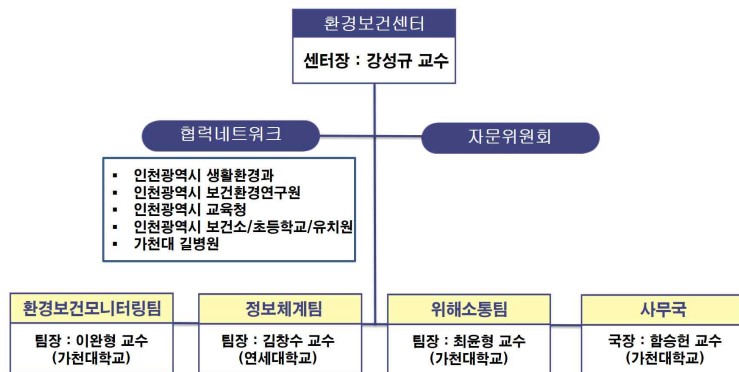 환경보건센터
센터장 : 강성규 교수
협력네트워크
자문위원회
▪ 인천광역시 생활환경과
▪ 인천광역시 보건환경연구원
▪ 인천광역시 교육청
▪ 인천광역시 보건소/초등학교/유치원
▪ 가천대 길병원
환경보건모니터링팀
팀장 : 이완형 교수
(가천대학교)
정보체계팀
팀장 : 김창수 교수
(연세대학교)
위해소통팀
팀장 : 최윤형 교수
(가천대학교)
사무국
국장 : 함승헌 교수
(가천대학교)